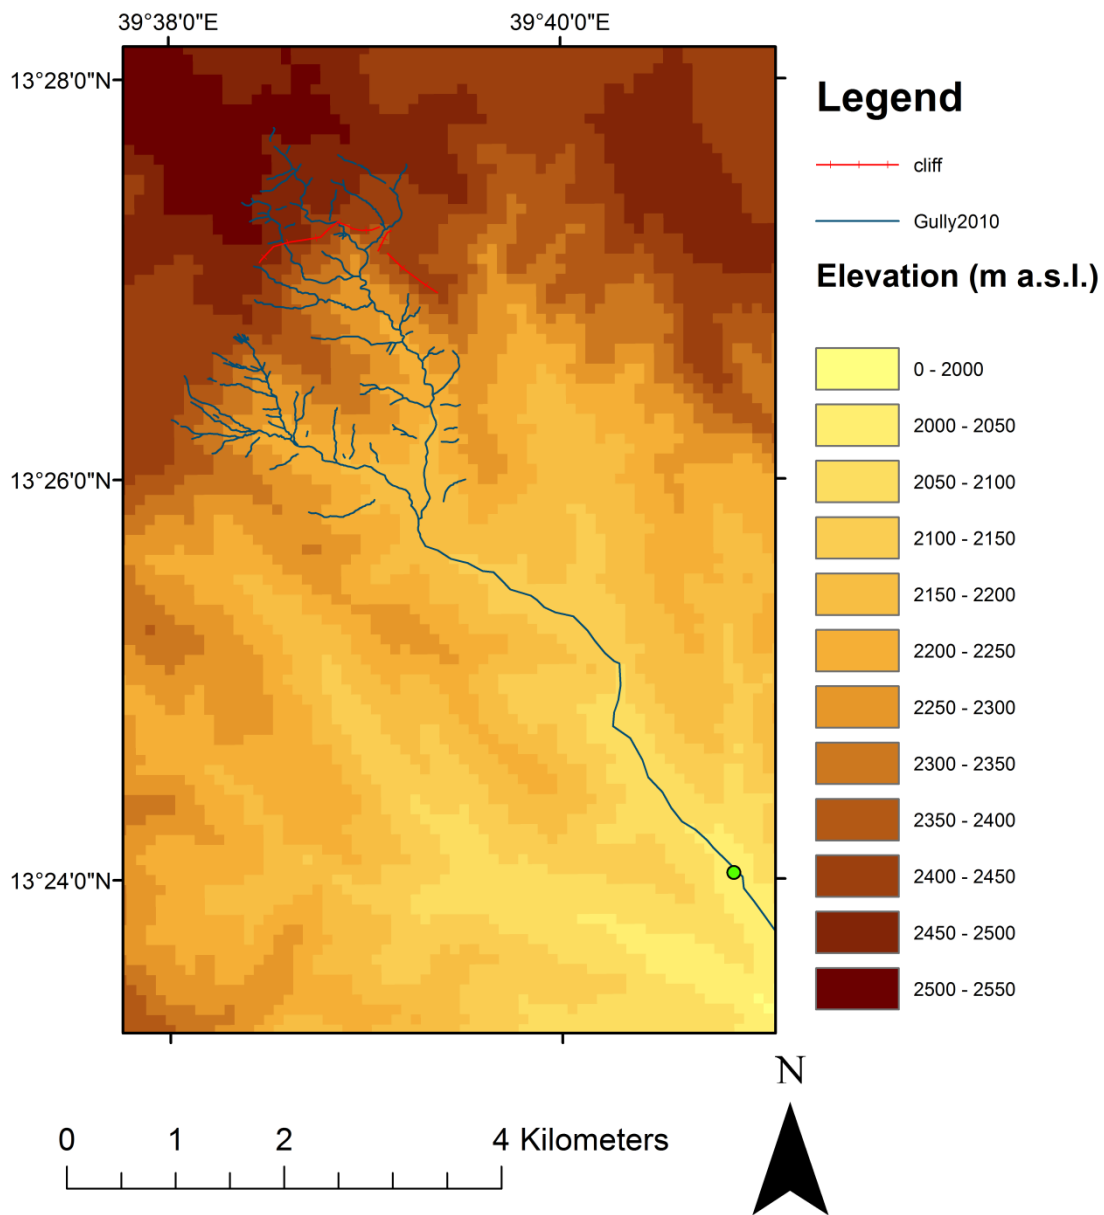 39°38'0"E
39°40'0"E
13°28'0"N
13°26'0"N
13°24'0"N
Legend
cliff
Gully2010
Elevation (m a.s.l.)
0 - 2000
2000 - 2050
2050 - 2100
2100 - 2150
2150 - 2200
2200 - 2250
2250 - 2300
2300 - 2350
2350 - 2400
2400 - 2450
2450 - 2500
2500 - 2550
N
0 1 2 4 Kilometers